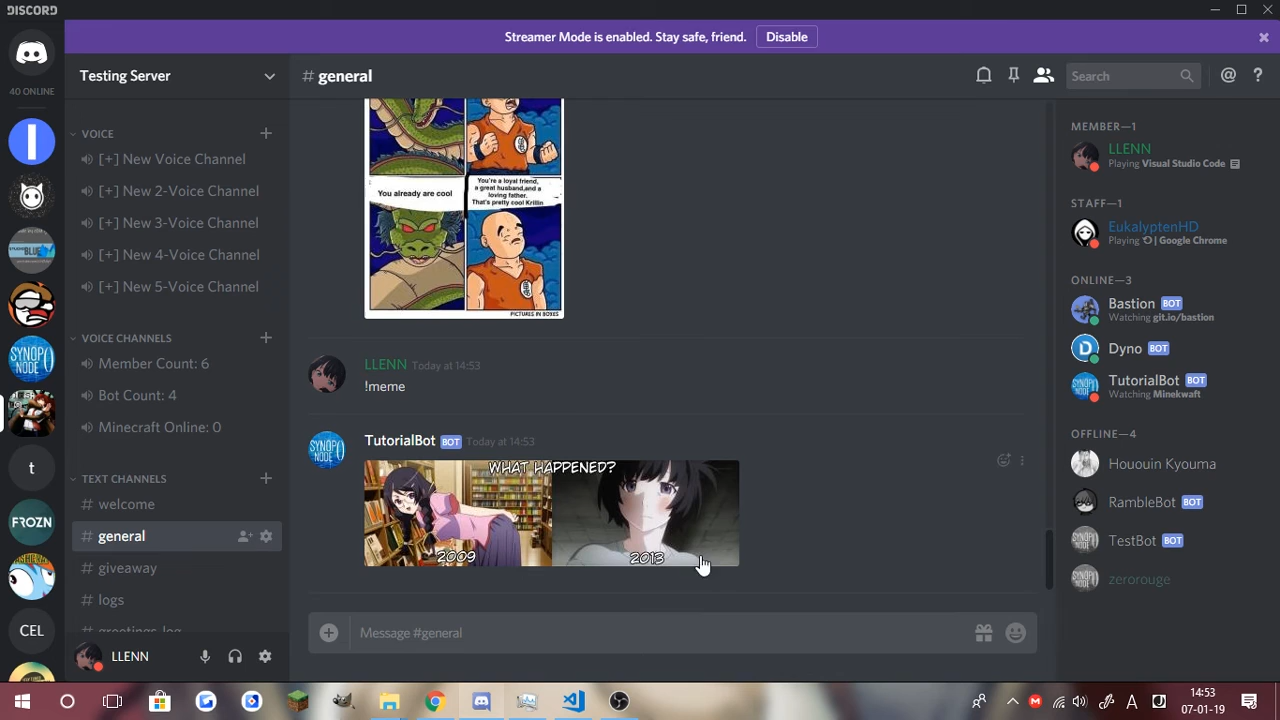 DISCORD
Streamer Mode is enabled. Stay safe, friend.
Disable
40 ONLINE
Testing Server
# general
Search
VOICE
[+] New Voice Channel
[+] New 2-Voice Channel
[+] New 3-Voice Channel
[+] New 4-Voice Channel
[+] New 5-Voice Channel
VOICE CHANNELS
Member Count: 6
Bot Count: 4
Minecraft Online: 0
TEXT CHANNELS
# welcome
# general
# giveaway
# logs
# greetings-log
LLENN
SYNOP
NODE
t
FROZN
CEL
You already are cool
You're a loyal friend,
a great husband,and a
loving father.
That's pretty cool Krillin
PICTURES IN BOXES
LLENN Today at 14:53
!meme
TutorialBot BOT Today at 14:53
WHAT HAPPENED?
2009
2013
Message #general
MEMBER—1
LLENN
Playing Visual Studio Code
STAFF—1
EukalyptenHD
Playing | Google Chrome
ONLINE—3
Bastion BOT
Watching git.io/bastion
Dyno BOT
TutorialBot BOT
Watching Minekwaft
OFFLINE—4
Hououin Kyouma
RambleBot BOT
TestBot BOT
zerorouge
14:53
07-01-19